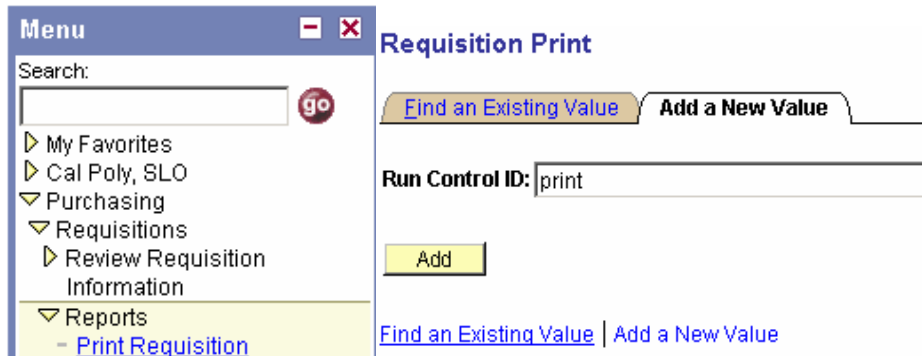 Menu
Search:
go
My Favorites
Cal Poly, SLO
Purchasing
Requisitions
Review Requisition
Information
Reports
Print Requisition
Requisition Print
Find an Existing Value
Add a New Value
Run Control ID: print
Add
Find an Existing Value | Add a New Value